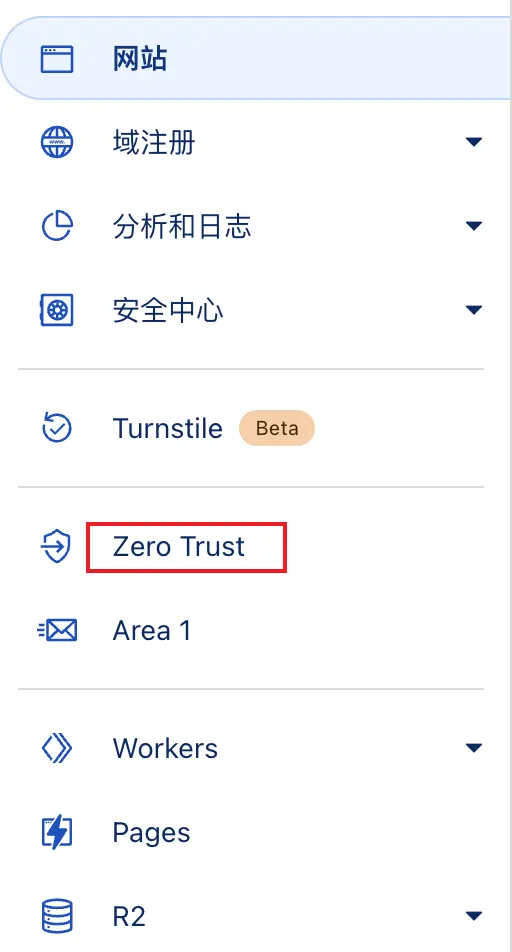 网站
域注册
分析和日志
安全中心
Turnstile Beta
Zero Trust
Area 1
Workers
Pages
R2